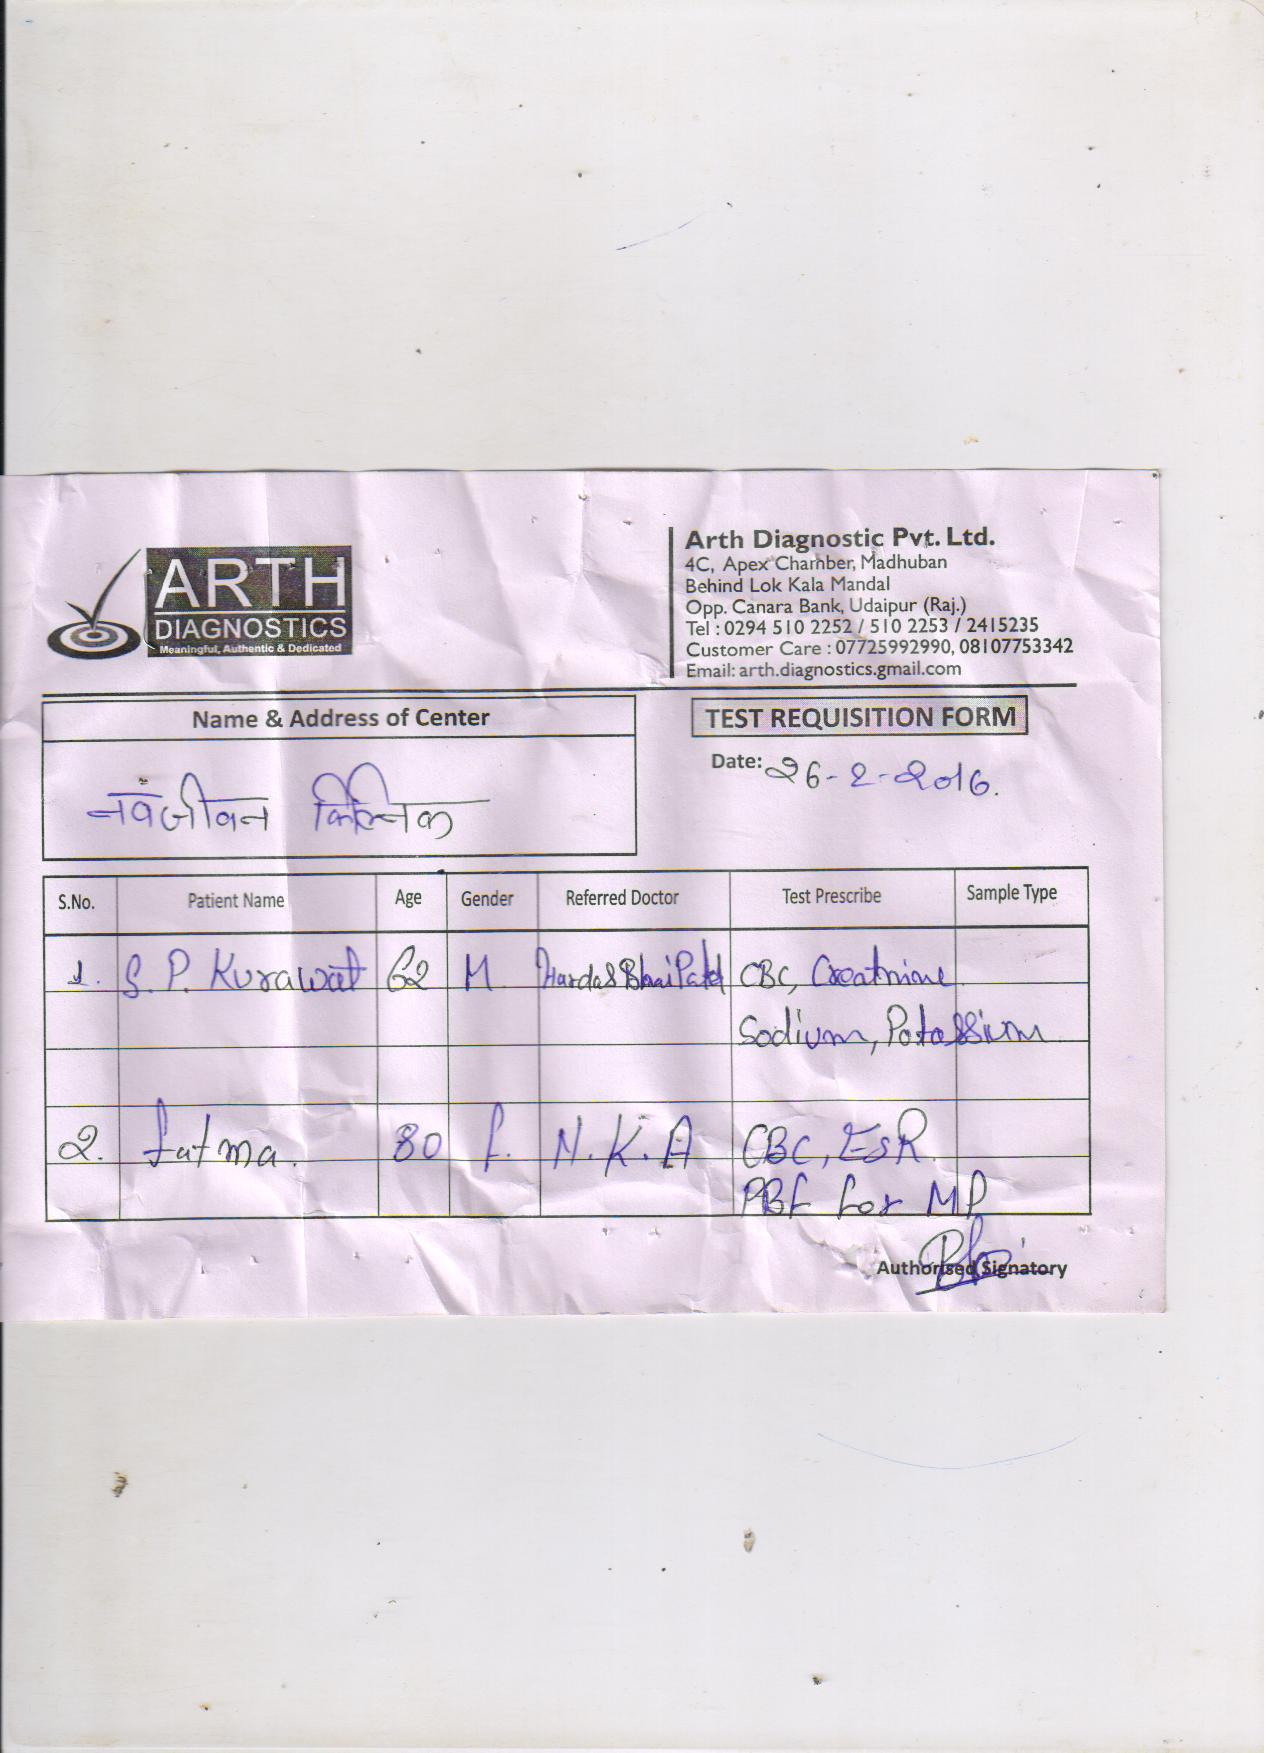 ARTH
DIAGNOSTICS
Meaningful, Authentic & Dedicated
Arth Diagnostic Pvt. Ltd.
4C, Apex Chamber, Madhuban
Behind Lok Kala Mandal
Opp. Canara Bank, Udaipur (Raj.)
Tel : 0294 510 2252 / 510 2253 / 2415235
Customer Care : 07725992990, 08107753342
Email: arth.diagnostics.gmail.com
Name & Address of Center
TEST REQUISITION FORM
Date: 26-2-2016.
नवजीवन क्लिनिक
S.No. Patient Name Age Gender Referred Doctor Test Prescribe Sample Type
1. S. P. Kurawat 62 M Hardas Bhai Patel CBC, Creatnine
Sodium, Potassium
2. fatma. 80 f. N.K.A CBC, ESR
PBf for MP
Authorised Signatory